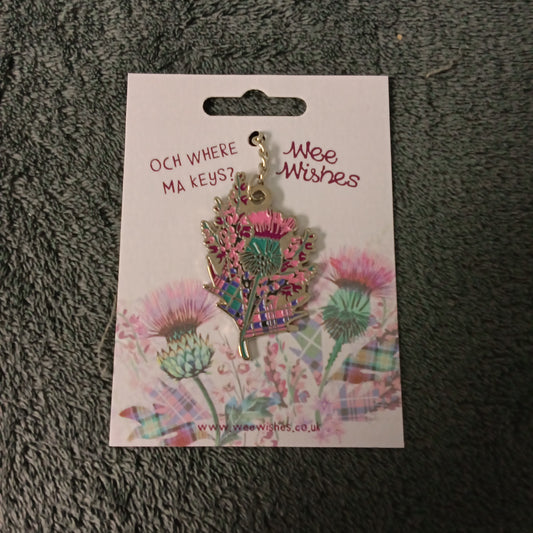 OCH WHERE
MA KEYS?
Wee
Wishes
www.weewishes.co.uk